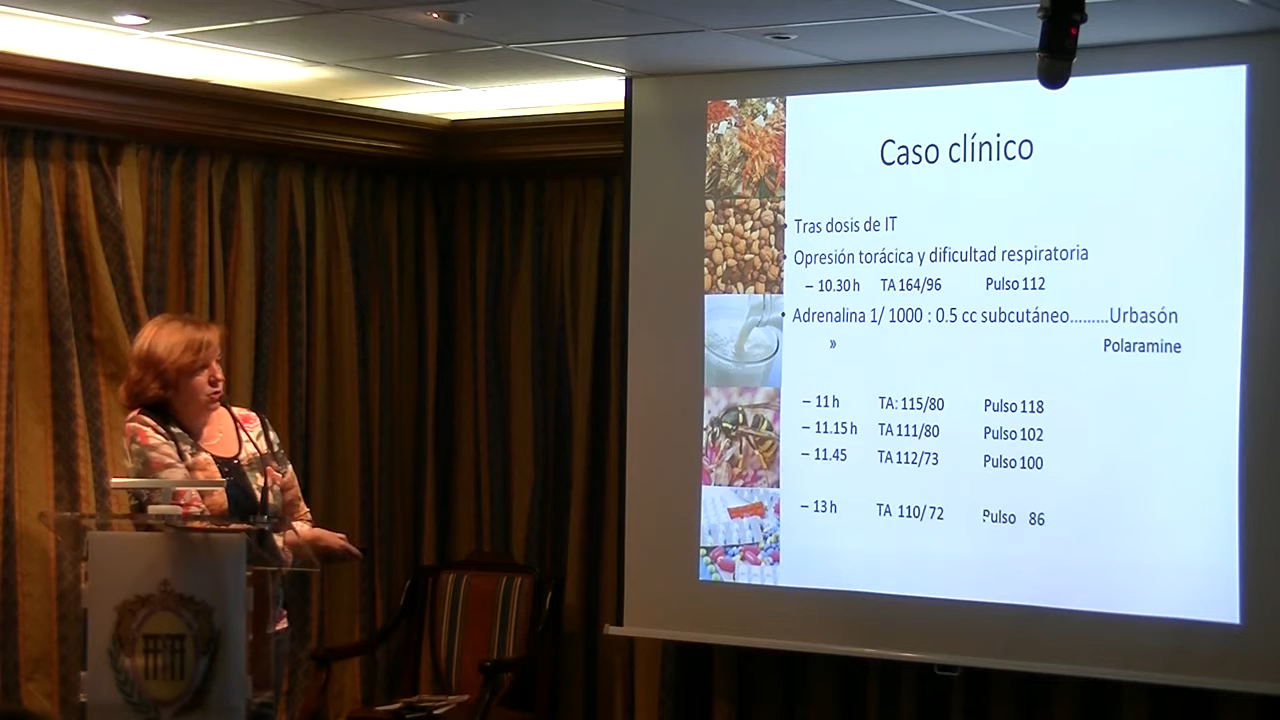 Caso clínico
• Tras dosis de IT
• Opresión torácica y dificultad respiratoria
– 10.30 h TA 164/96 Pulso 112
• Adrenalina 1/ 1000 : 0.5 cc subcutáneo.........Urbasón
» Polaramine
– 11 h TA: 115/80 Pulso 118
– 11.15 h TA 111/80 Pulso 102
– 11.45 TA 112/73 Pulso 100
– 13 h TA 110/ 72 Pulso 86